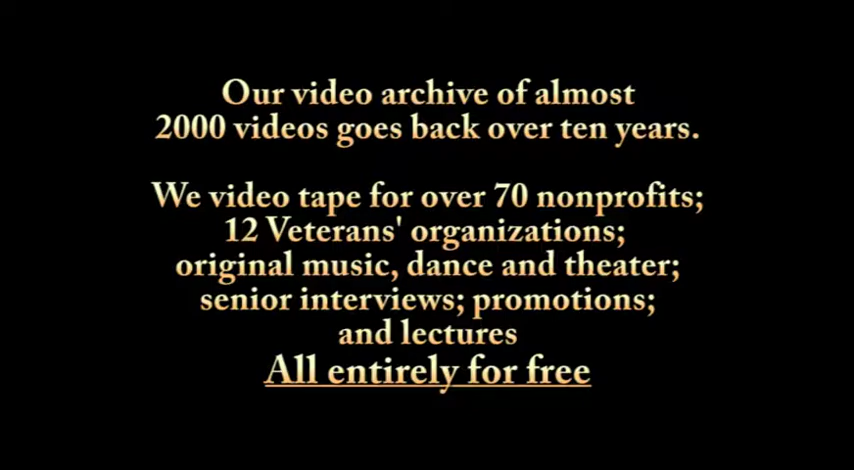 Our video archive of almost
2000 videos goes back over ten years.
We video tape for over 70 nonprofits;
12 Veterans' organizations;
original music, dance and theater;
senior interviews; promotions;
and lectures
All entirely for free